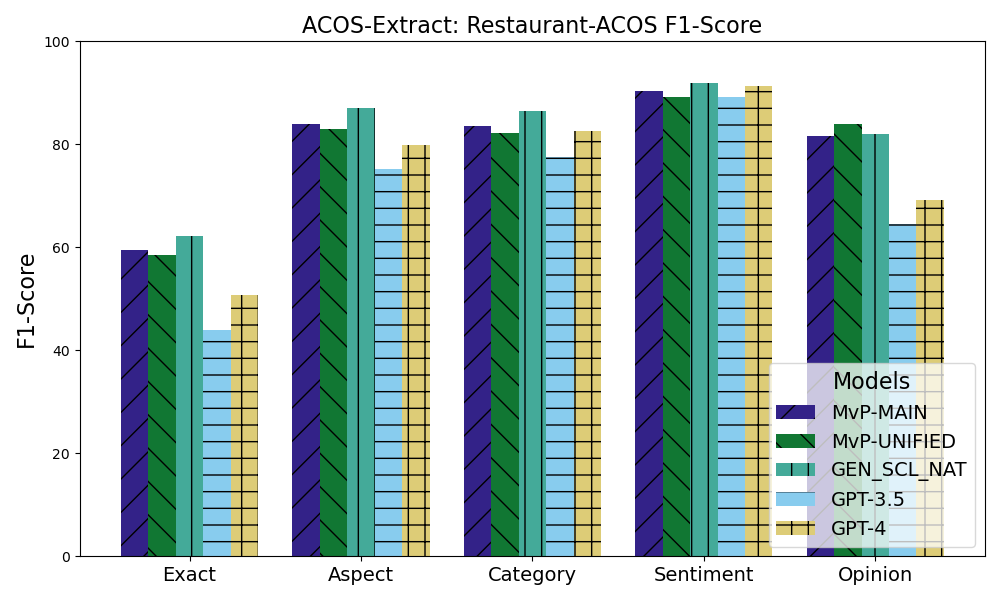 ACOS-Extract: Restaurant-ACOS F1-Score
F1-Score
100
80
60
40
20
0
Exact
Aspect
Category
Sentiment
Opinion
Models
MvP-MAIN
MvP-UNIFIED
GEN_SCL_NAT
GPT-3.5
GPT-4